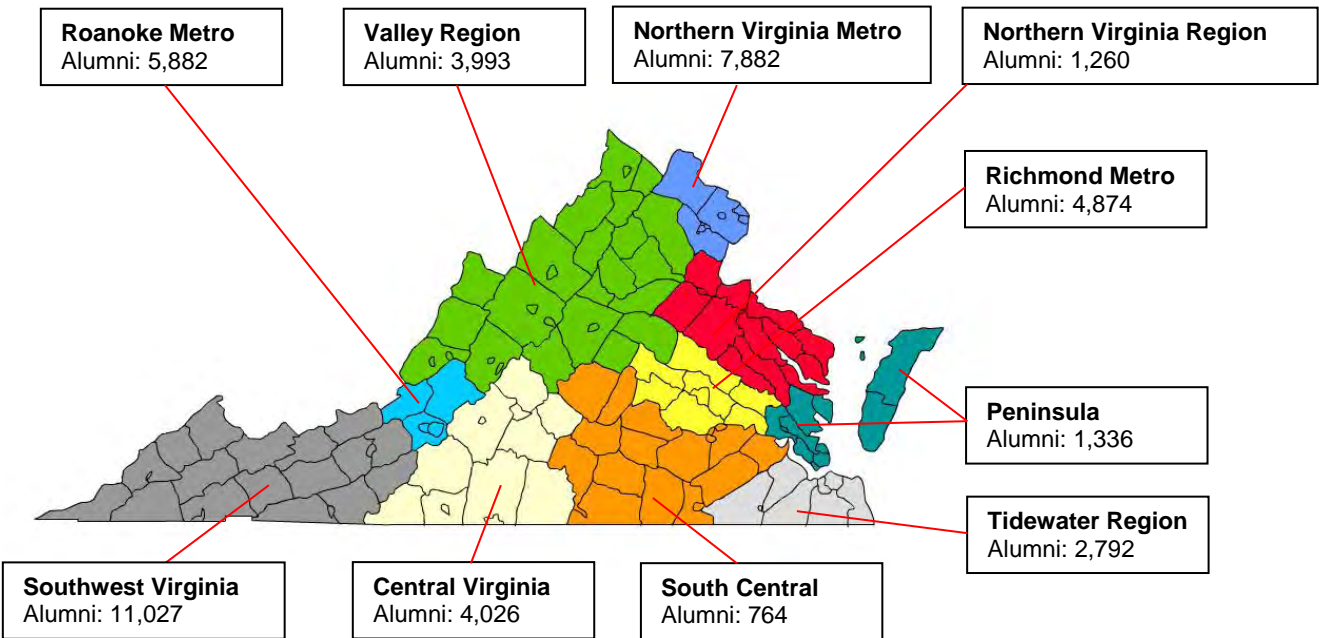 Roanoke Metro
Alumni: 5,882
Valley Region
Alumni: 3,993
Northern Virginia Metro
Alumni: 7,882
Northern Virginia Region
Alumni: 1,260
Richmond Metro
Alumni: 4,874
Peninsula
Alumni: 1,336
Tidewater Region
Alumni: 2,792
Southwest Virginia
Alumni: 11,027
Central Virginia
Alumni: 4,026
South Central
Alumni: 764